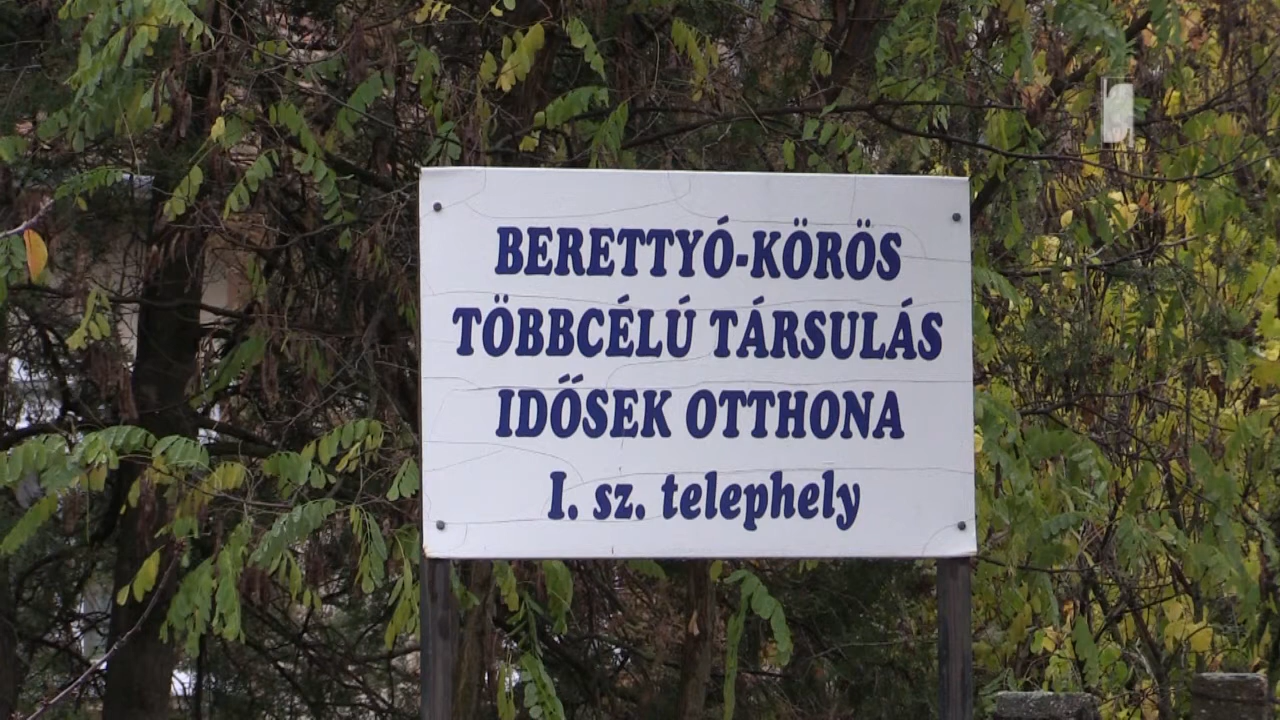 BERETTYÓ-KÖRÖS
TÖBBCÉLÚ TÁRSULÁS
IDŐSEK OTTHONA
I. sz. telephely